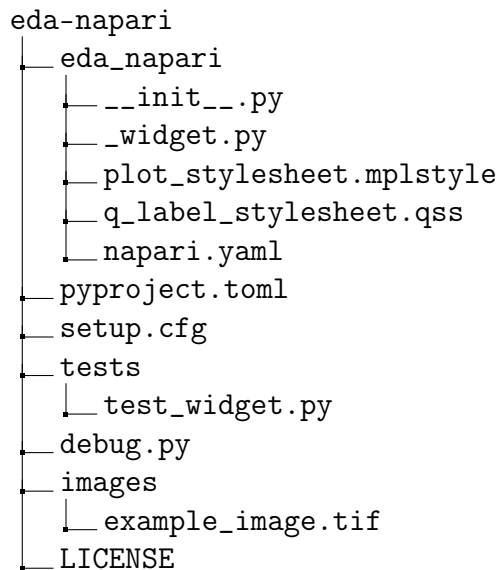 eda-napari
eda_napari
__init__.py
_widget.py
plot_stylesheet.mplstyle
q_label_stylesheet.qss
napari.yaml
pyproject.toml
setup.cfg
tests
test_widget.py
debug.py
images
example_image.tif
LICENSE